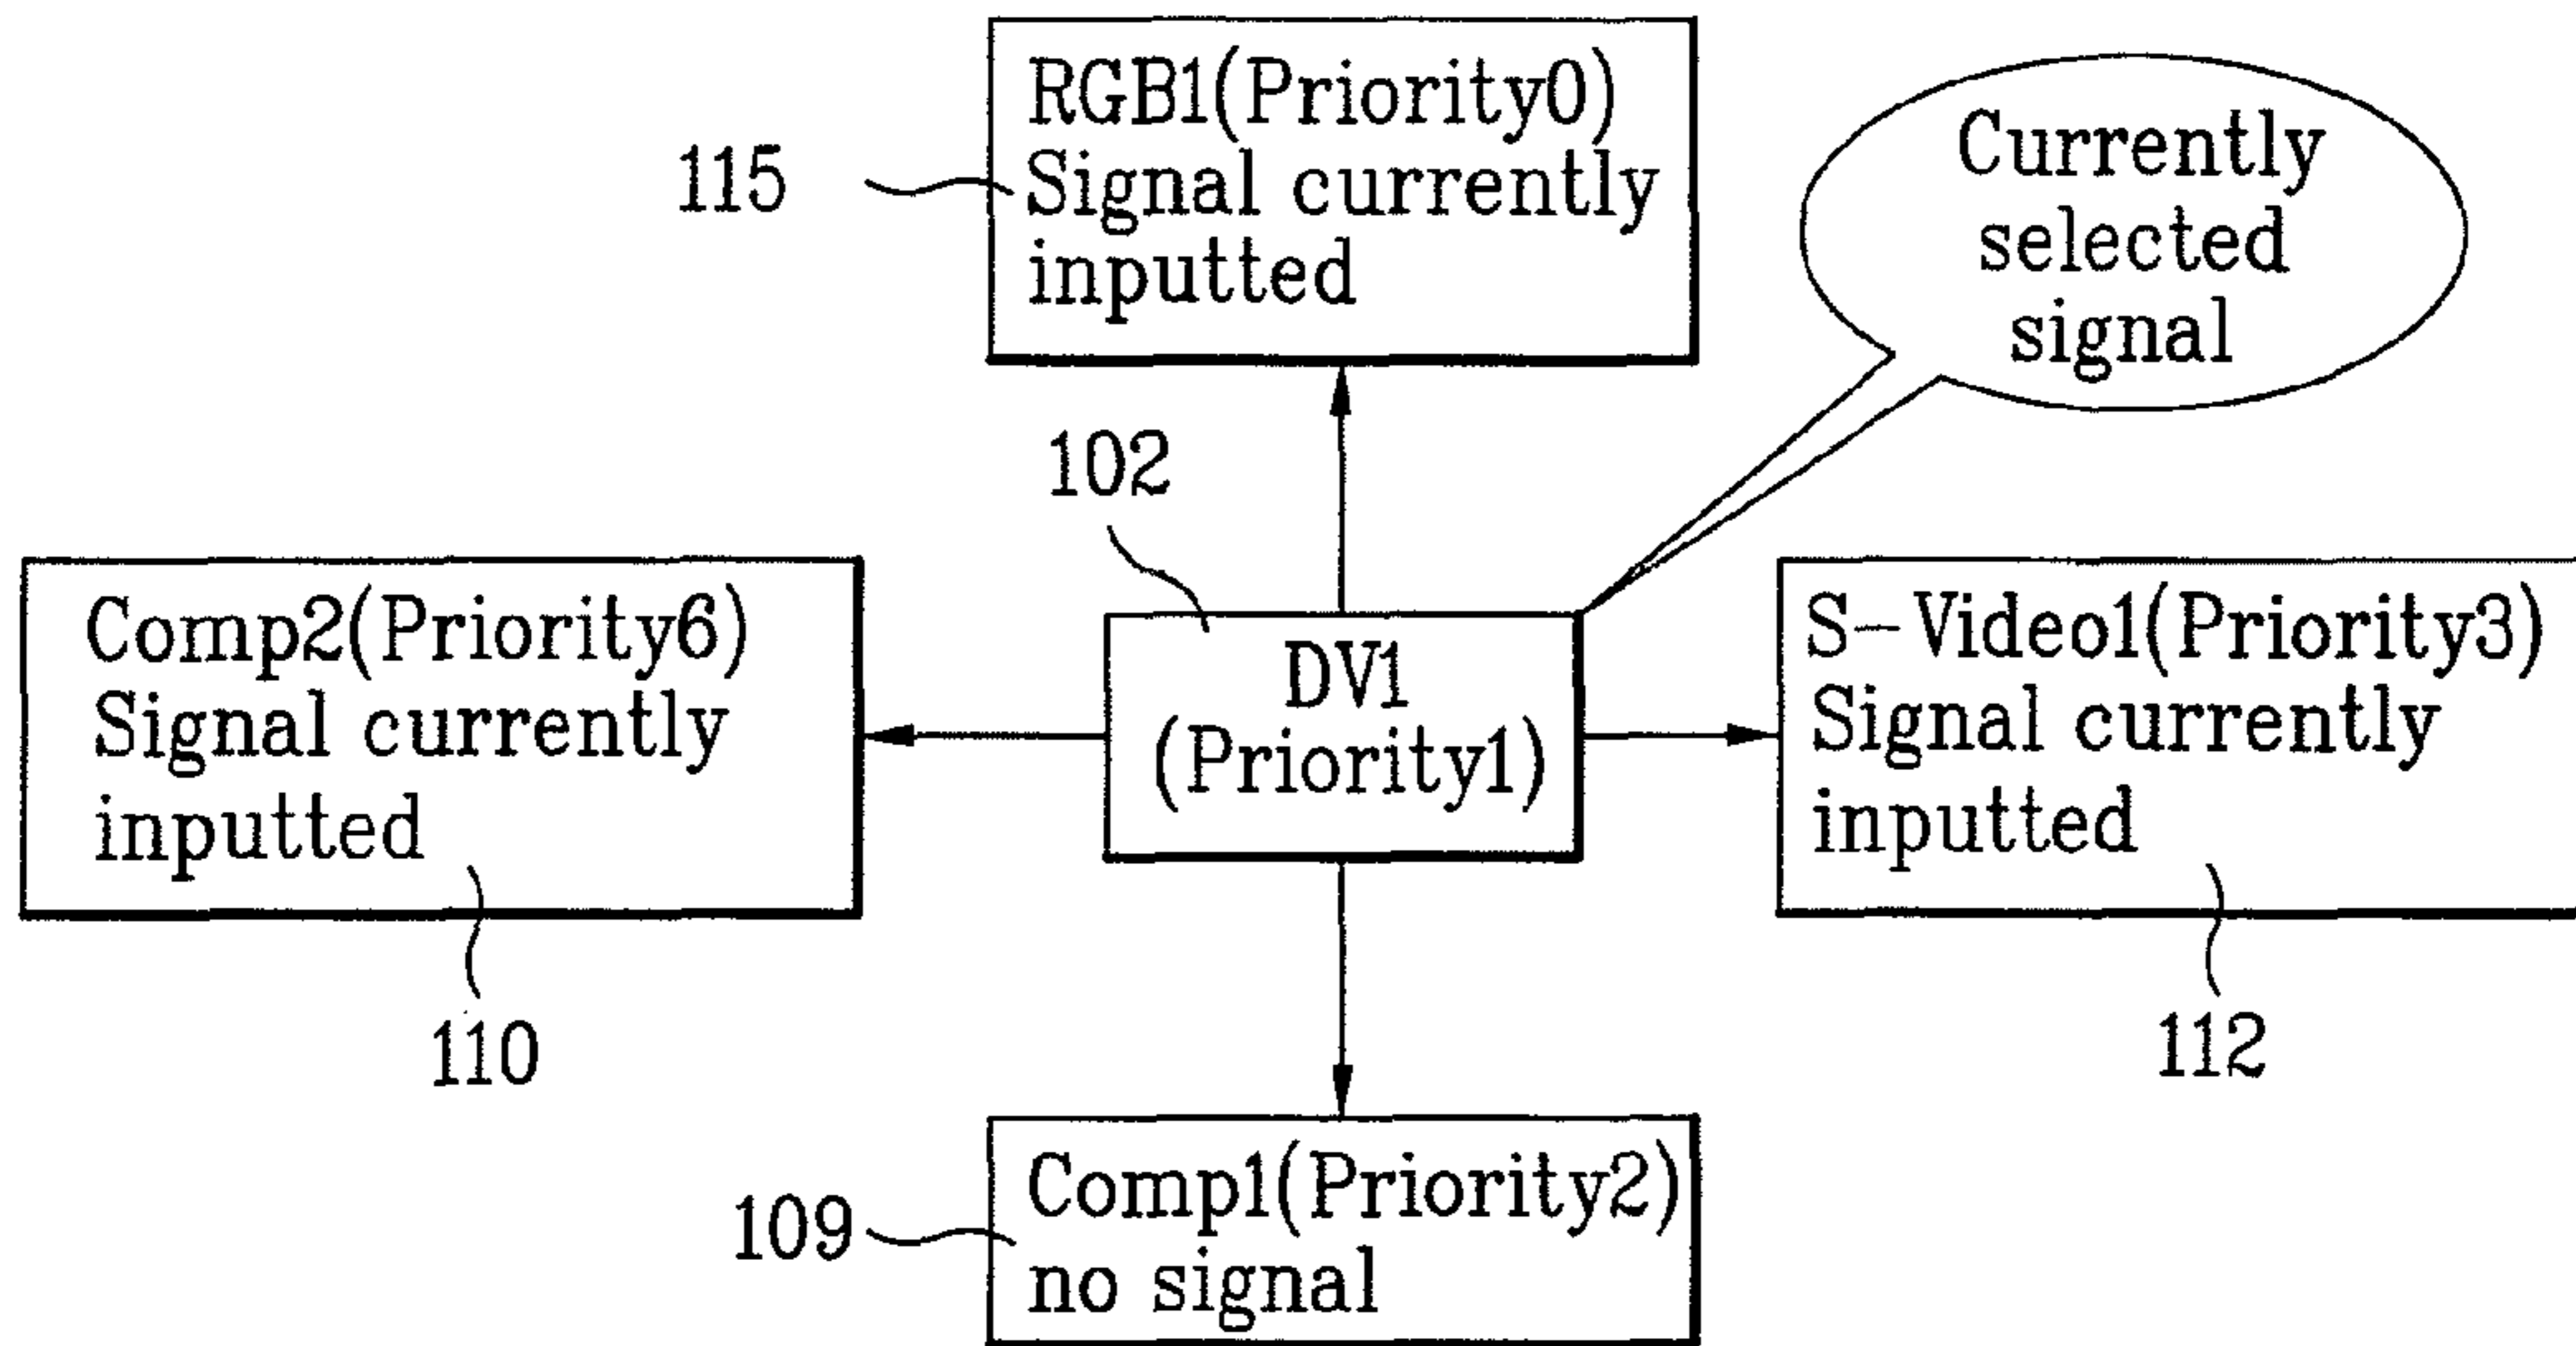 RGB1(Priority0)
Signal currently
inputted
115
Currently
selected
signal
102
Comp2(Priority6)
Signal currently
inputted
110
DV1
(Priority1)
S-Video1(Priority3)
Signal currently
inputted
112
Comp1(Priority2)
no signal
109